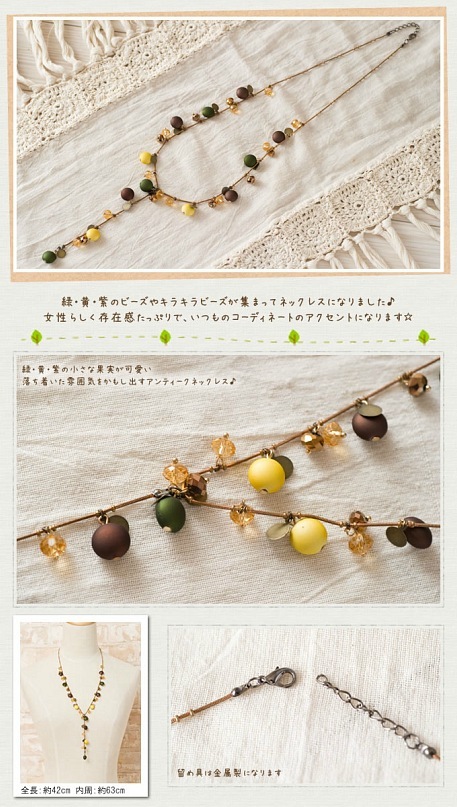 緑・黄・紫のビーズやキラキラビーズが集まってネックレスになりました♪
女性らしく存在感たっぷりで、いつものコーディネートのアクセントになります☆
緑・黄・紫の小さな果実が可愛い
落ち着いた雰囲気をかもし出すアンティークネックレス♪
全長:約42cm 内周:約63cm
留め具は金属製になります